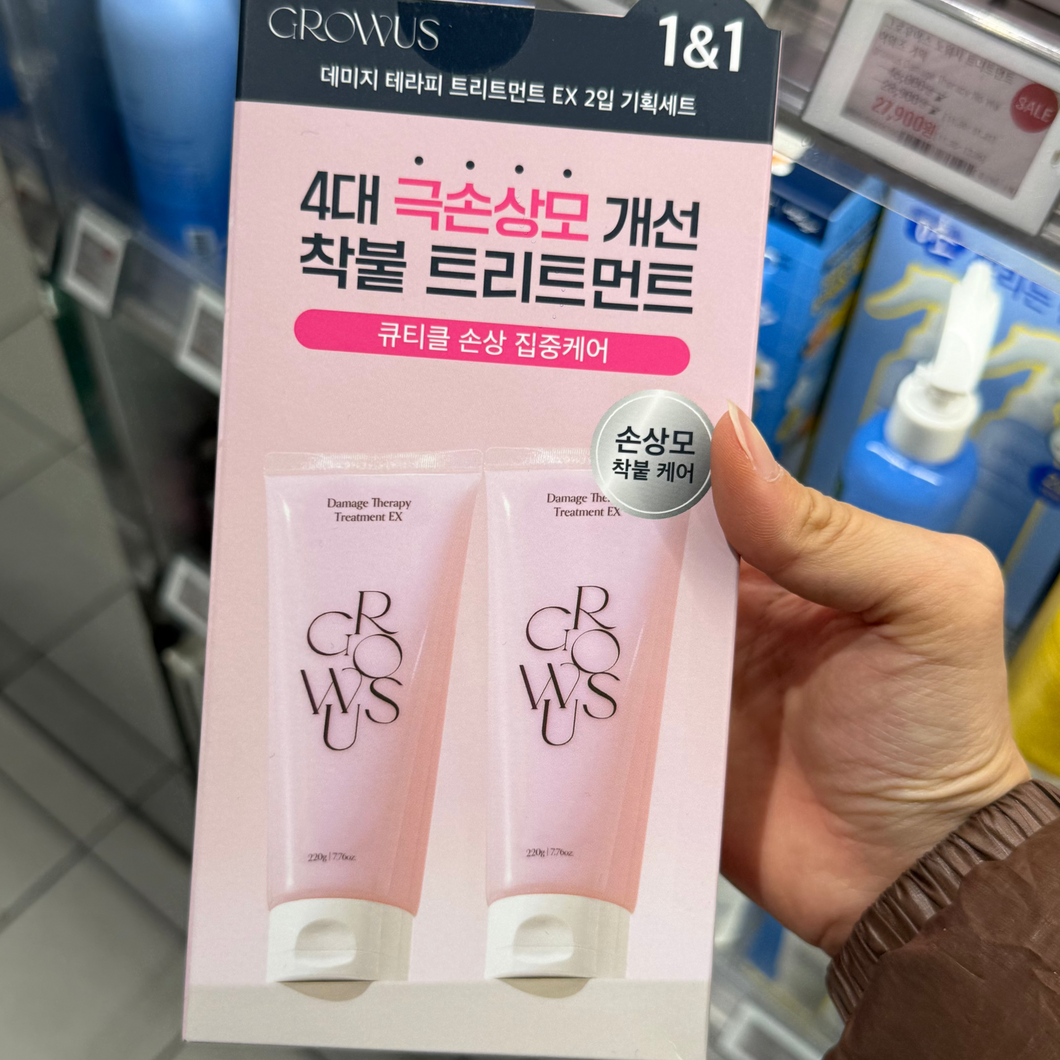 GROWUS
1&1
데미지 테라피 트리트먼트 EX 2입 기획세트
4대 극손상모 개선
착붙 트리트먼트
큐티클 손상 집중케어
손상모
착붙 케어
Damage Therapy
Treatment EX
GROWUS
220g | 7.76oz.
Damage
Treatment EX
GROWUS
220g | 7.76oz.
27,900원
SALE